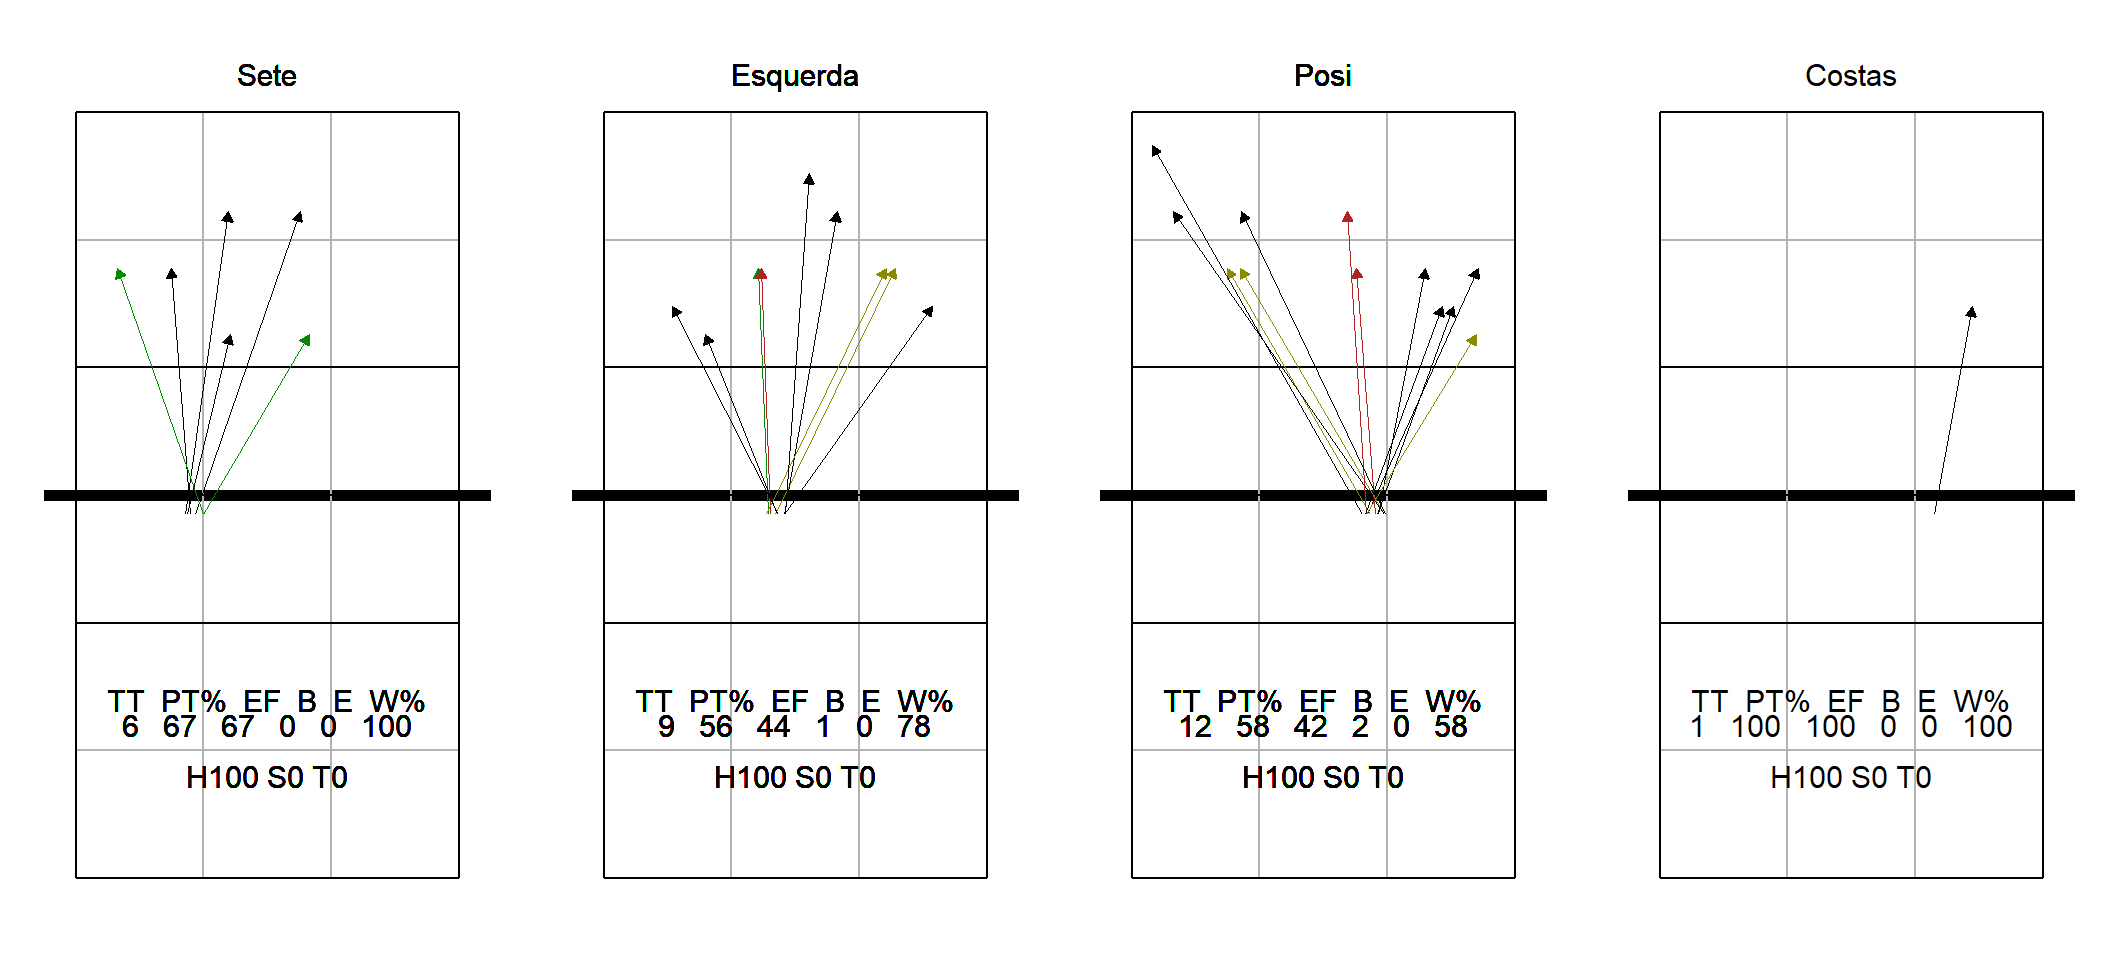 Sete
TT PT% EF B E W%
6 67 67 0 0 100
H100 S0 T0
Esquerda
TT PT% EF B E W%
9 56 44 1 0 78
H100 S0 T0
Posi
TT PT% EF B E W%
12 58 42 2 0 58
H100 S0 T0
Costas
TT PT% EF B E W%
1 100 100 0 0 100
H100 S0 T0